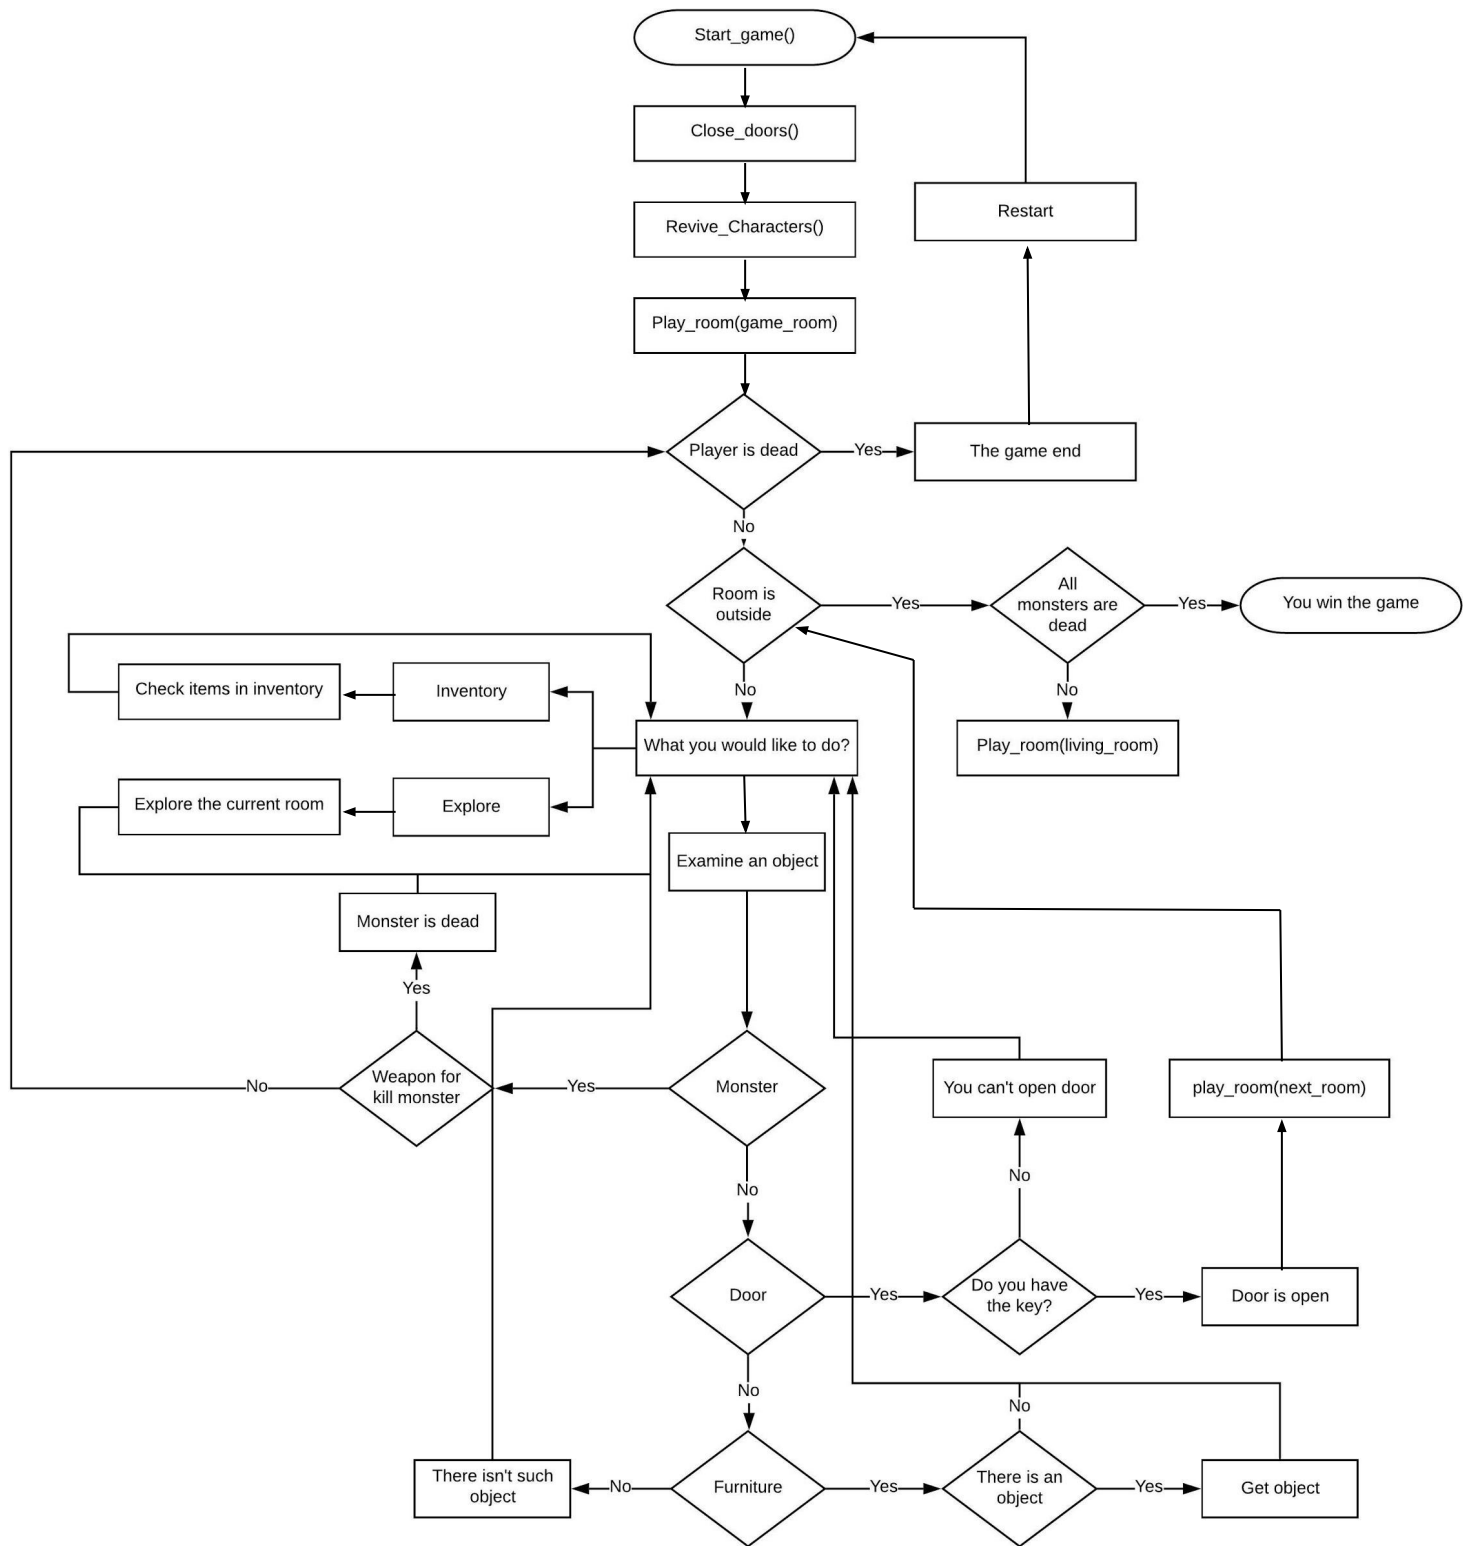 Start_game()
Close_doors()
Revive_Characters()
Restart
Play_room(game_room)
Player is dead
Yes
The game end
No
Room is
outside
Yes
All
monsters are
dead
Yes
You win the game
No
No
Check items in inventory
Inventory
What you would like to do?
Play_room(living_room)
Explore the current room
Explore
Examine an object
Monster is dead
Yes
No
Weapon for
kill monster
Yes
Monster
You can't open door
play_room(next_room)
No
No
Door
Yes
Do you have
the key?
Yes
Door is open
No
No
There isn't such
object
No
Furniture
Yes
There is an
object
Yes
Get object